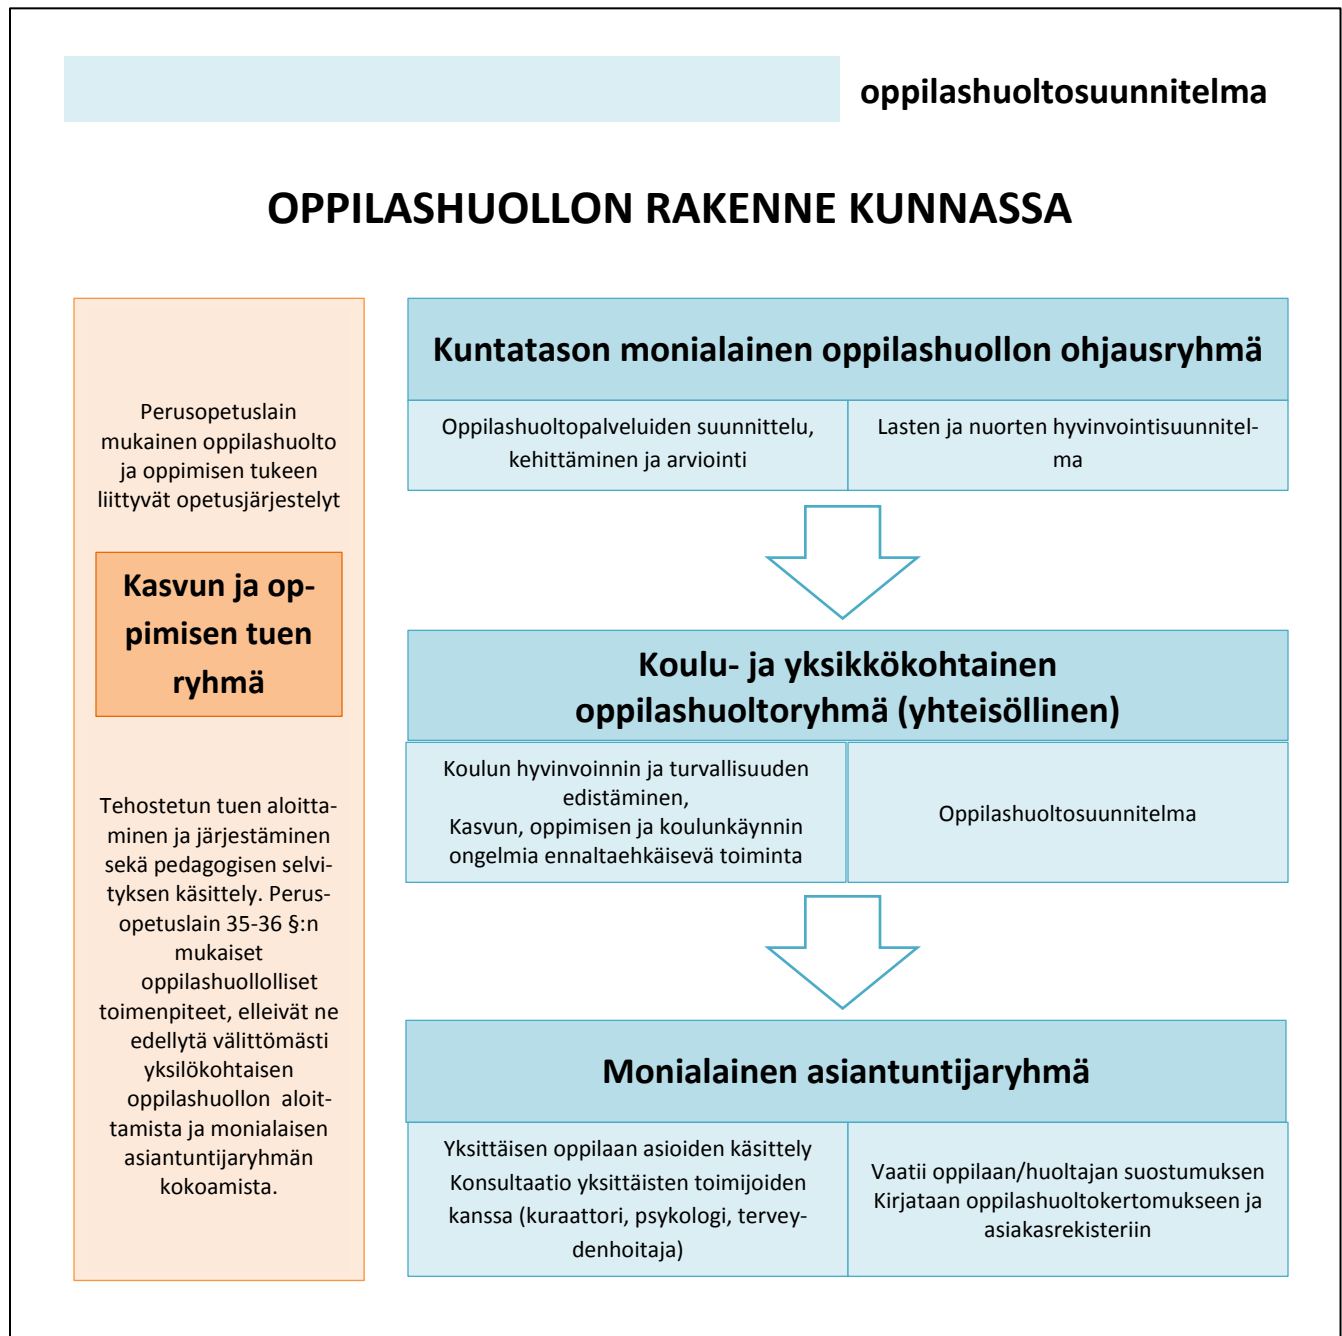 oppilashuoltosuunnitelma
OPPILASHUOLLON RAKENNE KUNNASSA
Perusopetuslain
mukainen oppilashuolto
ja oppimisen tukeen
liittyvät opetusjärjestelyt
Kasvun ja op-
pimisen tuen
ryhmä
Tehostetun tuen aloitta-
minen ja järjestäminen
sekä pedagogisen selvi-
tyksen käsittely. Perus-
opetuslain 35-36 §:n
mukaiset
oppilashuollolliset
toimenpiteet, elleivät ne
edellytä välittömästi
yksilökohtaisen
oppilashuollon aloit-
tamista ja monialaisen
asiantuntijaryhmän
kokoamista.
Kuntatason monialainen oppilashuollon ohjausryhmä
Oppilashuoltopalveluiden suunnittelu,
kehittäminen ja arviointi
Lasten ja nuorten hyvinvointisuunnitel-
ma
Koulu- ja yksikkökohtainen
oppilashuoltoryhmä (yhteisöllinen)
Koulun hyvinvoinnin ja turvallisuuden
edistäminen,
Kasvun, oppimisen ja koulunkäynnin
ongelmia ennaltaehkäisevä toiminta
Oppilashuoltosuunnitelma
Monialainen asiantuntijaryhmä
Yksittäisen oppilaan asioiden käsittely
Konsultaatio yksittäisten toimijoiden
kanssa (kuraattori, psykologi, tervey-
denhoitaja)
Vaatii oppilaan/huoltajan suostumuksen
Kirjataan oppilashuoltokertomukseen ja
asiakasrekisteriin